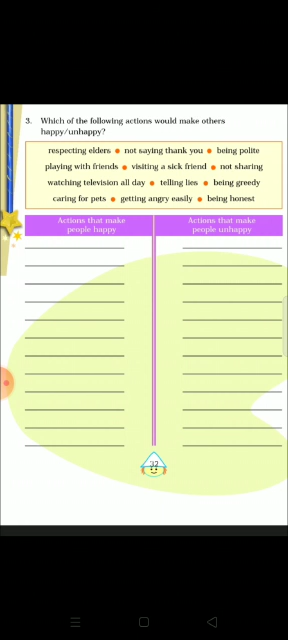 3. Which of the following actions would make others
happy/unhappy?
respecting elders • not saying thank you • being polite
playing with friends • visiting a sick friend • not sharing
watching television all day • telling lies • being greedy
caring for pets • getting angry easily • being honest
Actions that make
people happy
Actions that make
people unhappy
32